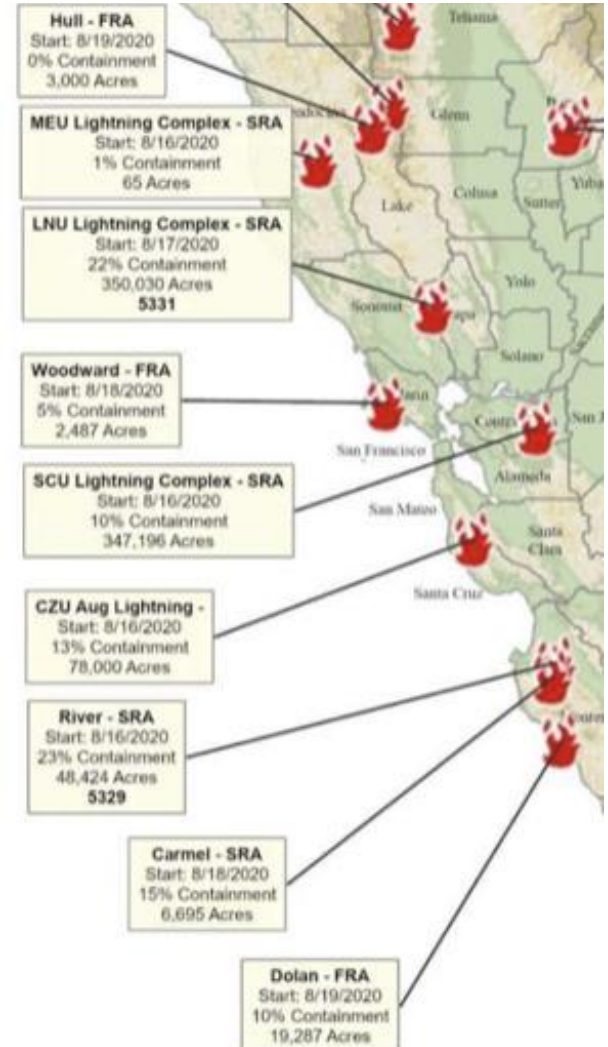 Hull - FRA
Start: 8/19/2020
0% Containment
3,000 Acres
Tehama
Glenn
MEU Lightning Complex - SRA
Start: 8/16/2020
1% Containment
65 Acres
Colusa
Sutter
Yuba
Lake
LNU Lightning Complex - SRA
Start: 8/17/2020
22% Containment
350,030 Acres
5331
Yolo
Sonoma
Solano
Woodward - FRA
Start: 8/18/2020
5% Containment
2,487 Acres
San Francisco
Alameda
SCU Lightning Complex - SRA
Start: 8/16/2020
10% Containment
347,196 Acres
San Mateo
Santa
Clara
Santa Cruz
CZU Aug Lightning -
Start: 8/16/2020
13% Containment
78,000 Acres
River - SRA
Start: 8/16/2020
23% Containment
48,424 Acres
5329
Carmel - SRA
Start: 8/18/2020
15% Containment
6,695 Acres
Dolan - FRA
Start: 8/19/2020
10% Containment
19,287 Acres